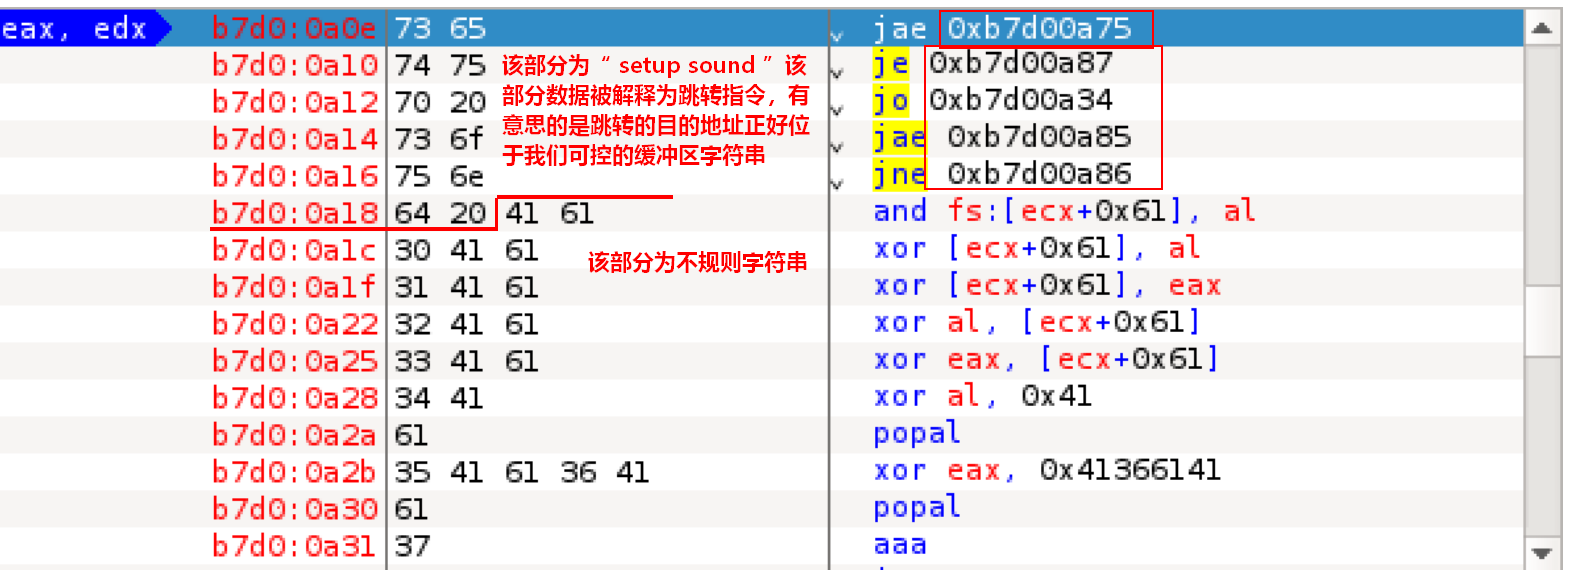 eax, edx b7d0:0a0e 73 65 jae 0xb7d00a75
b7d0:0a10 74 75 je 0xb7d00a87
b7d0:0a12 70 20 jo 0xb7d00a34
b7d0:0a14 73 6f jae 0xb7d00a85
b7d0:0a16 75 6e jne 0xb7d00a86
b7d0:0a18 64 20 41 61 and fs:[ecx+0x61], al
b7d0:0a1c 30 41 61 xor [ecx+0x61], al
b7d0:0a1f 31 41 61 xor [ecx+0x61], eax
b7d0:0a22 32 41 61 xor al, [ecx+0x61]
b7d0:0a25 33 41 61 xor eax, [ecx+0x61]
b7d0:0a28 34 41 xor al, 0x41
b7d0:0a2a 61 popal
b7d0:0a2b 35 41 61 36 41 xor eax, 0x41366141
b7d0:0a30 61 popal
b7d0:0a31 37 aaa
该部分为“ setup sound ”该
部分数据被解释为跳转指令，有
意思的是跳转的目的地址正好位
于我们可控的缓冲区字符串
该部分为不规则字符串